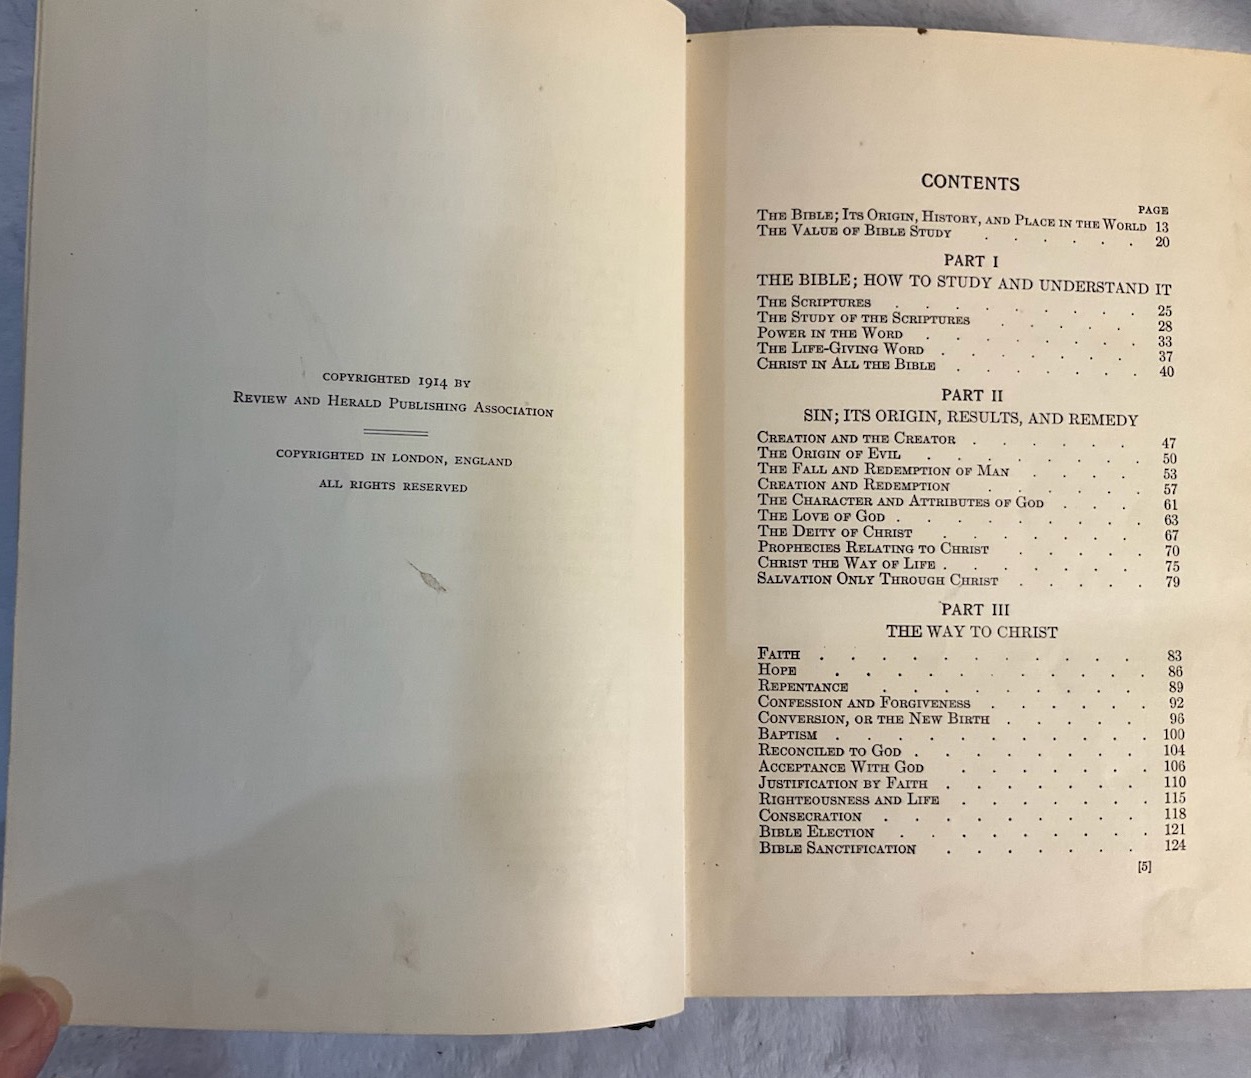 COPYRIGHTED 1914 BY
REVIEW AND HERALD PUBLISHING ASSOCIATION
COPYRIGHTED IN LONDON, ENGLAND
ALL RIGHTS RESERVED
CONTENTS
PAGE
THE BIBLE; ITS ORIGIN, HISTORY, AND PLACE IN THE WORLD 13
THE VALUE OF BIBLE STUDY . . . . . . 20
PART I
THE BIBLE; HOW TO STUDY AND UNDERSTAND IT
THE SCRIPTURES . . . . . . . . . 25
THE STUDY OF THE SCRIPTURES . . . . . 28
POWER IN THE WORD . . . . . . . . 33
THE LIFE-GIVING WORD . . . . . . . 37
CHRIST IN ALL THE BIBLE . . . . . . . 40
PART II
SIN; ITS ORIGIN, RESULTS, AND REMEDY
CREATION AND THE CREATOR . . . . . . 47
THE ORIGIN OF EVIL . . . . . . . . 50
THE FALL AND REDEMPTION OF MAN . . . . 53
CREATION AND REDEMPTION . . . . . . 57
THE CHARACTER AND ATTRIBUTES OF GOD . . . 61
THE LOVE OF GOD . . . . . . . . . 63
THE DEITY OF CHRIST . . . . . . . 67
PROPHECIES RELATING TO CHRIST . . . . . 70
CHRIST THE WAY OF LIFE . . . . . . . 75
SALVATION ONLY THROUGH CHRIST . . . . . 79
PART III
THE WAY TO CHRIST
FAITH . . . . . . . . . . . 83
HOPE . . . . . . . . . . . 86
REPENTANCE . . . . . . . . . 89
CONFESSION AND FORGIVENESS . . . . . . 92
CONVERSION, OR THE NEW BIRTH . . . . . 96
BAPTISM . . . . . . . . . . . 100
RECONCILED TO GOD . . . . . . . . 104
ACCEPTANCE WITH GOD . . . . . . . 106
JUSTIFICATION BY FAITH . . . . . . . 110
RIGHTEOUSNESS AND LIFE . . . . . . . 115
CONSECRATION . . . . . . . . . 118
BIBLE ELECTION . . . . . . . . . 121
BIBLE SANCTIFICATION . . . . . . . 124
[5]